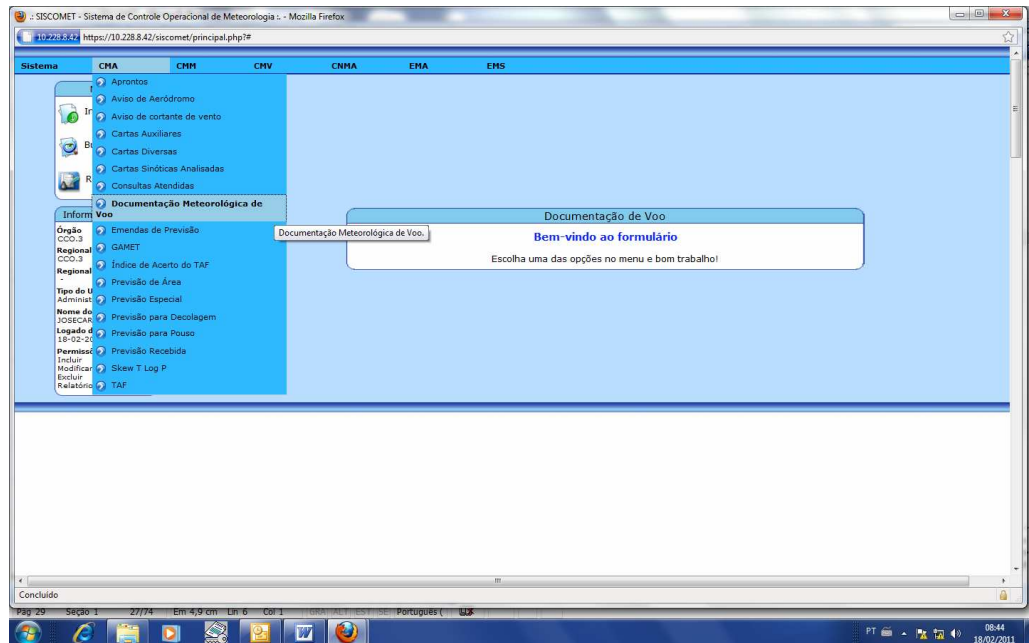 .: SISCOMET - Sistema de Controle Operacional de Meteorologia :. - Mozilla Firefox
10.228.8.42 https://10.228.8.42/siscomet/principal.php?#
Sistema CMA CMM CMV CNMA EMA EMS
Aprontos
Aviso de Aeródromo
Aviso de cortante de vento
Cartas Auxiliares
Cartas Diversas
Cartas Sinóticas Analisadas
Consultas Atendidas
Documentação Meteorológica de
Voo
Emendas de Previsão
GAMET
Índice de Acerto do TAF
Previsão de Área
Previsão Especial
Previsão para Decolagem
Previsão para Pouso
Previsão Recebida
Skew T Log P
TAF
Documentação Meteorológica de Voo.
Inform
Órgão
CCO.3
Regional
CCO.3
Regional
-
Tipo do U
Administ
Nome do
JOSECAR
Logado d
18-02-20
Permissõ
Incluir
Modificar
Excluir
Relatório
Documentação de Voo
Bem-vindo ao formulário
Escolha uma das opções no menu e bom trabalho!
Concluído
Pág 29 Seção 1 27/74 Em 4,9 cm Lin 6 Col 1 GRA ALT EST SE Português (
PT 08:44
18/02/2011